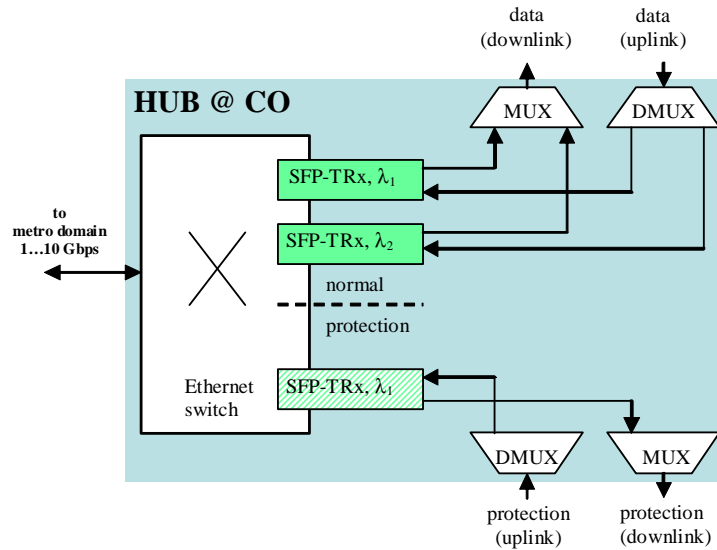 data
(downlink)
data
(uplink)
HUB @ CO
MUX
DMUX
SFP-TRx, λ1
to
metro domain
1…10 Gbps
SFP-TRx, λ2
normal
protection
Ethernet
switch
SFP-TRx, λ1
DMUX
MUX
protection
(uplink)
protection
(downlink)